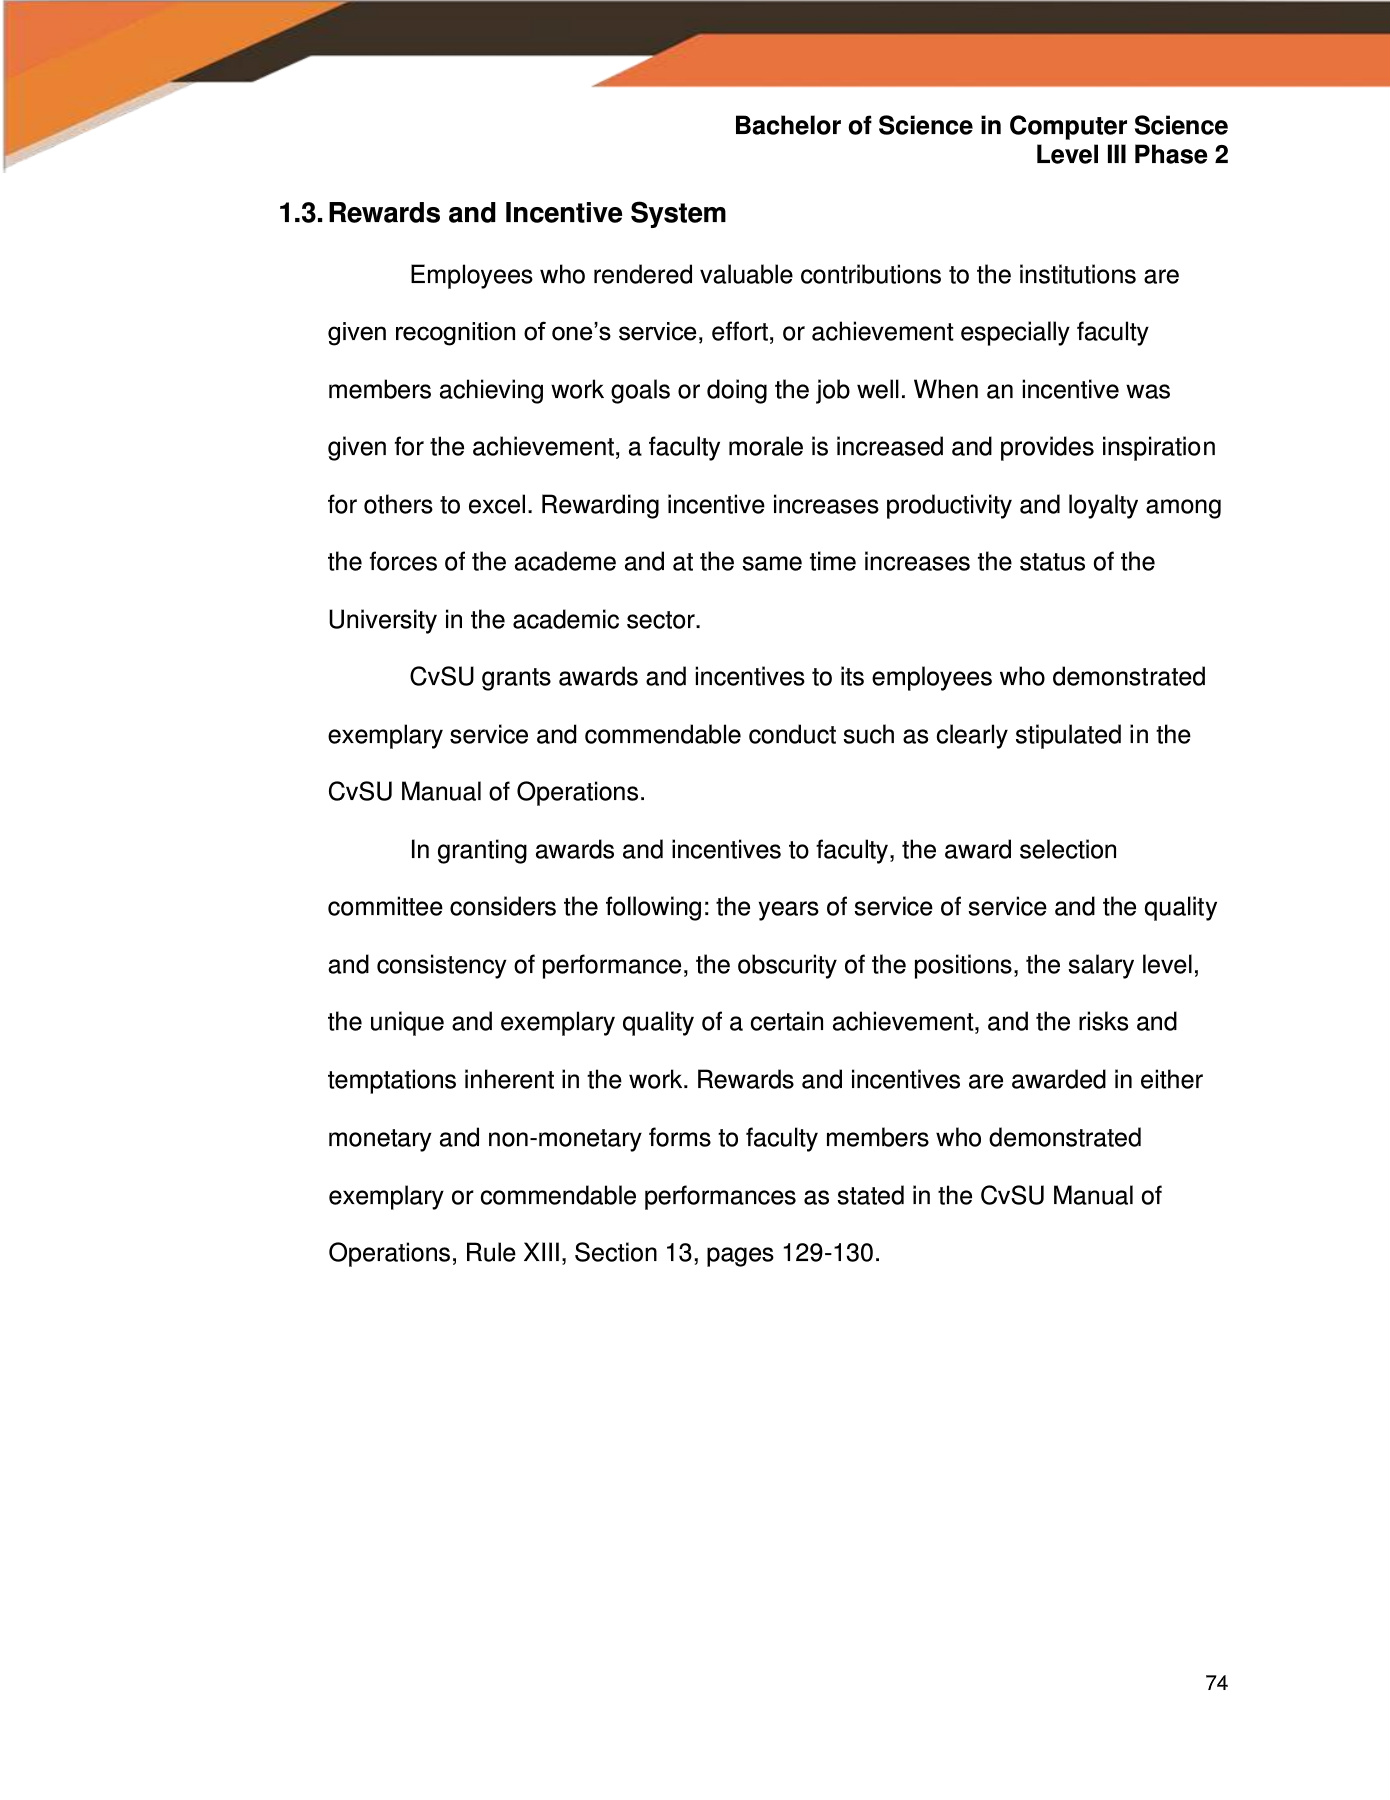 Bachelor of Science in Computer Science
Level III Phase 2
1.3. Rewards and Incentive System
Employees who rendered valuable contributions to the institutions are
given recognition of one’s service, effort, or achievement especially faculty
members achieving work goals or doing the job well. When an incentive was
given for the achievement, a faculty morale is increased and provides inspiration
for others to excel. Rewarding incentive increases productivity and loyalty among
the forces of the academe and at the same time increases the status of the
University in the academic sector.
CvSU grants awards and incentives to its employees who demonstrated
exemplary service and commendable conduct such as clearly stipulated in the
CvSU Manual of Operations.
In granting awards and incentives to faculty, the award selection
committee considers the following: the years of service of service and the quality
and consistency of performance, the obscurity of the positions, the salary level,
the unique and exemplary quality of a certain achievement, and the risks and
temptations inherent in the work. Rewards and incentives are awarded in either
monetary and non-monetary forms to faculty members who demonstrated
exemplary or commendable performances as stated in the CvSU Manual of
Operations, Rule XIII, Section 13, pages 129-130.
74